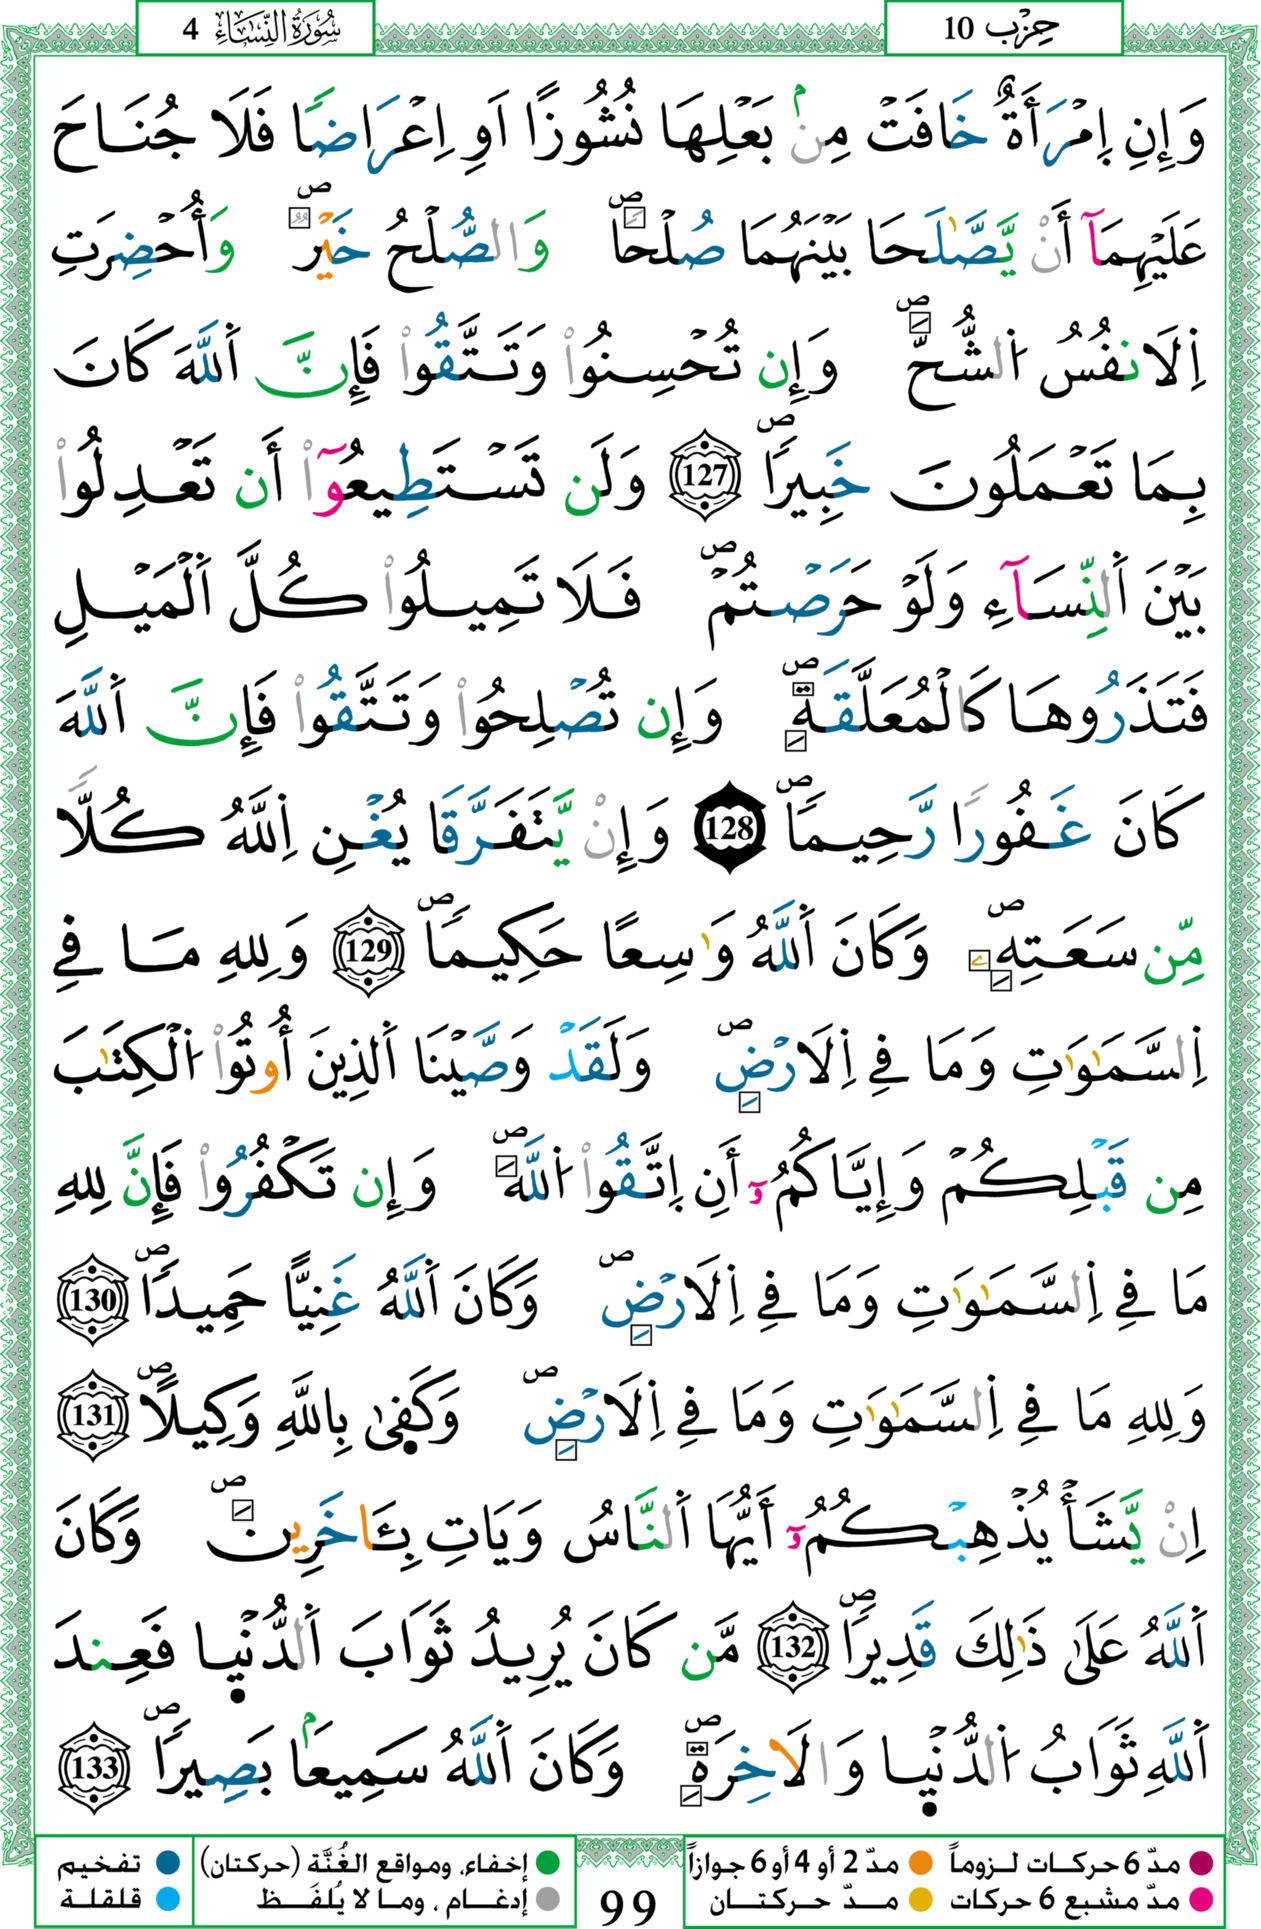 سُورَةُ النِّسَاءِ 4
حِزْب 10
وَإِنِ اِمْرَأَةٌ خَافَتْ مِنۢ بَعْلِهَا نُشُوزًا اَوِ اِعْرَاضًا فَلَا جُنَاحَ
عَلَيْهِمَآ أَنْ يَّصَّٰلَحَا بَيْنَهُمَا صُلْحًا وَالصُّلْحُ خَيْرٌ وَأُحْضِرَتِ
اِلَانفُسُ اُلشُّحَّ وَإِن تُحْسِنُواْ وَتَتَّقُواْ فَإِنَّ اَللَّهَ كَانَ
بِمَا تَعْمَلُونَ خَبِيرًا 127 وَلَن تَسْتَطِيعُوٓاْ أَن تَعْدِلُواْ
بَيْنَ اَلنِّسَآءِ وَلَوْ حَرَصْتُمْ فَلَا تَمِيلُواْ كُلَّ اَلْمَيْلِ
فَتَذَرُوهَا كَالْمُعَلَّقَةِ وَإِن تُصْلِحُواْ وَتَتَّقُواْ فَإِنَّ اَللَّهَ
كَانَ غَفُورًا رَّحِيمًا 128 وَإِنْ يَّتَفَرَّقَا يُغْنِ اِللَّهُ كُلًّا
مِّن سَعَتِهِۦ وَكَانَ اَللَّهُ وَٰسِعًا حَكِيمًا 129 وَلِلهِ مَا فِي
اِلسَّمَٰوَٰتِ وَمَا فِي اِلَارْضِ وَلَقَدْ وَصَّيْنَا اَلذِينَ أُوتُواْ اُلْكِتَٰبَ
مِن قَبْلِكُمْ وَإِيَّاكُمُۥٓ أَنِ اِتَّقُواْ اُللَّهَ وَإِن تَكْفُرُواْ فَإِنَّ لِلهِ
مَا فِي اِلسَّمَٰوَٰتِ وَمَا فِي اِلَارْضِ وَكَانَ اَللَّهُ غَنِيًّا حَمِيدًا 130
وَلِلهِ مَا فِي اِلسَّمَٰوَٰتِ وَمَا فِي اِلَارْضِ وَكَفٜىٰ بِاللَّهِ وَكِيلًا 131
اِنْ يَّشَأْ يُذْهِبْكُمُۥٓ أَيُّهَا اَلنَّاسُ وَيَاتِ بِـَٔاخَرِينَ وَكَانَ
اَللَّهُ عَلَىٰ ذَٰلِكَ قَدِيرًا 132 مَّن كَانَ يُرِيدُ ثَوَابَ اَلدُّنْيٜا فَعِندَ
اَللَّهِ ثَوَابُ اُلدُّنْيٜا وَالَاخِرَةِ وَكَانَ اَللَّهُ سَمِيعًۢا بَصِيرًا 133
مدّ 6 حركات لـزوماً مدّ 2 أو 4 أو 6 جوازاً إخفاء، ومواقع الغُنَّة (حركتان) تفخيم
مدّ مشبع 6 حركات مـدّ حـركتـان إدغـام ، ومـا لا يُلفَـظ قلقلـة
99